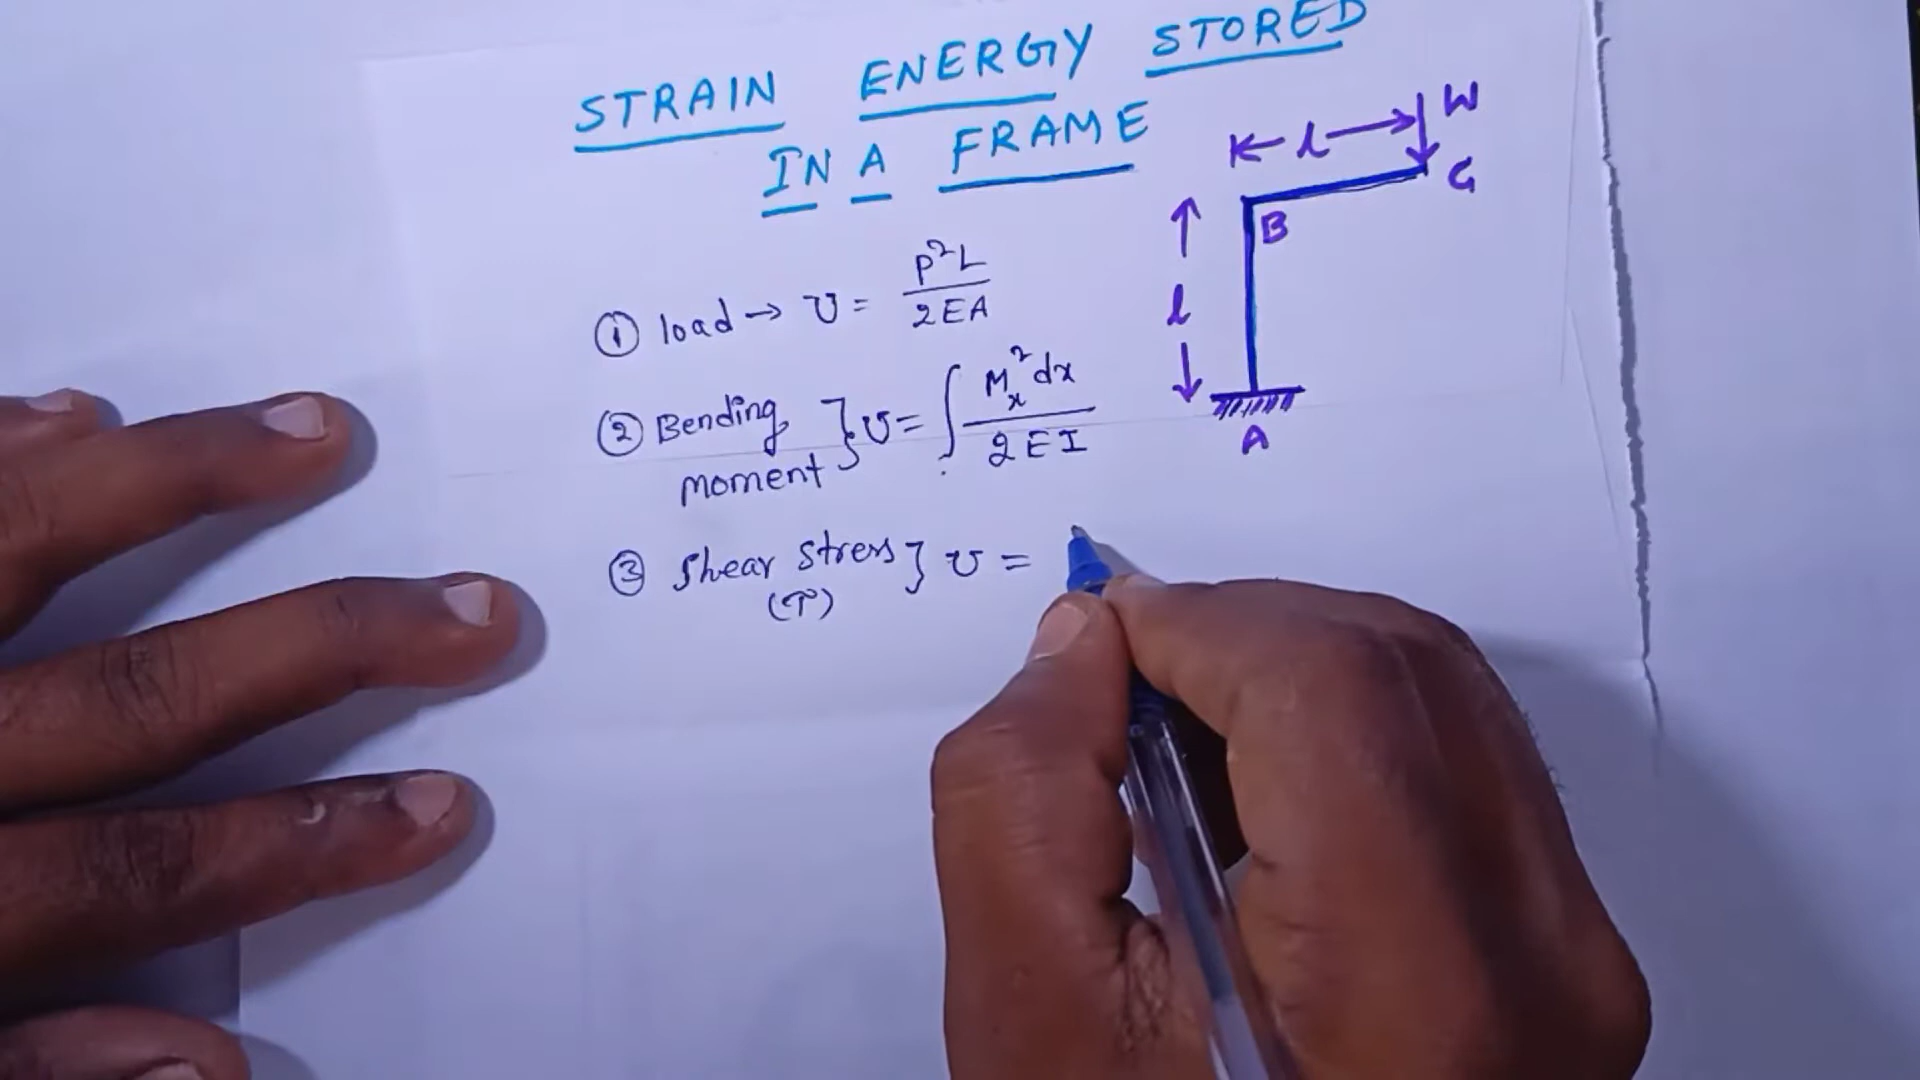 STRAIN ENERGY STORED
IN A FRAME
W
l
C
B
l
A
① load → U = P²L / 2EA
② Bending moment } U = ∫ Mₓ² dx / 2EI
③ Shear stress } U =
(τ)